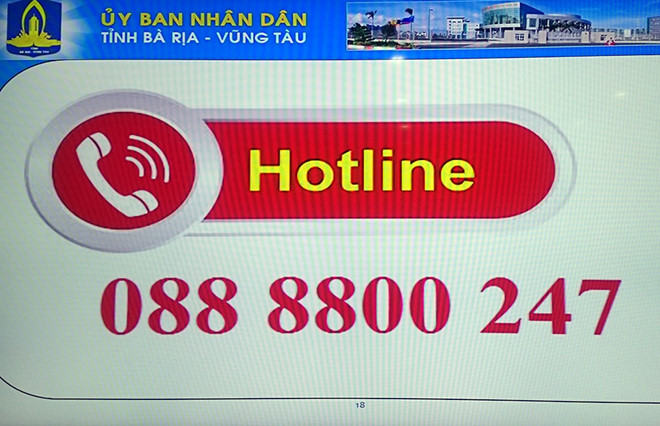 ỦY BAN NHÂN DÂN
TỈNH BÀ RỊA - VŨNG TÀU
Hotline
088 8800 247
18